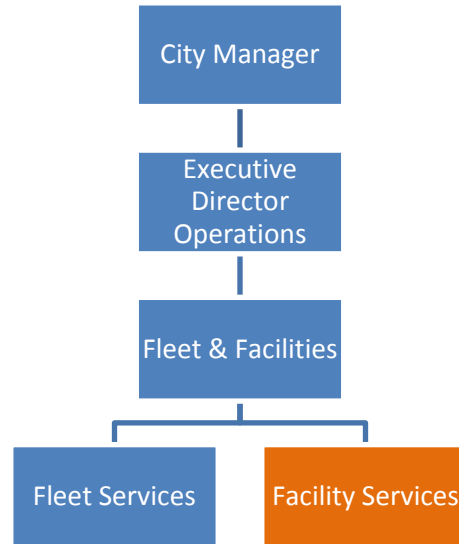 City Manager
Executive
Director
Operations
Fleet & Facilities
Fleet Services
Facility Services